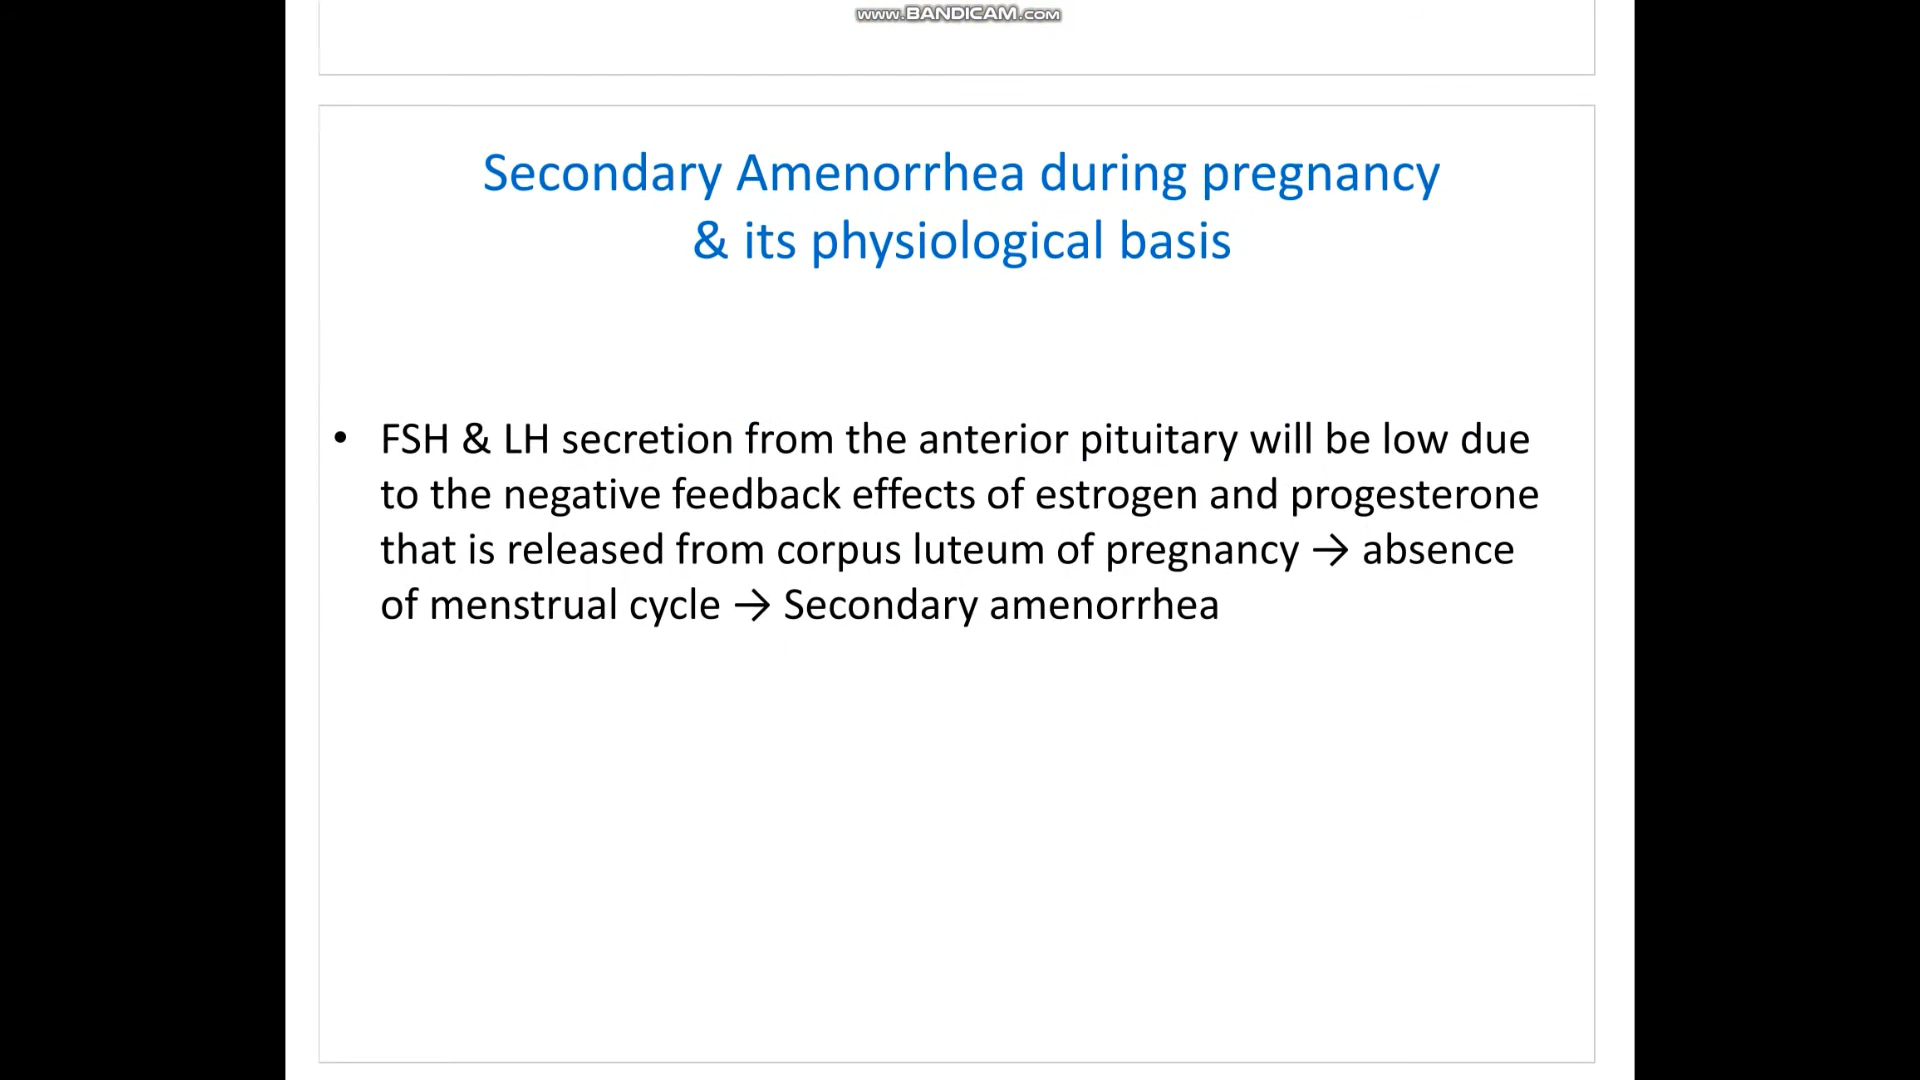 www.BANDICAM.com
Secondary Amenorrhea during pregnancy
& its physiological basis
• FSH & LH secretion from the anterior pituitary will be low due
to the negative feedback effects of estrogen and progesterone
that is released from corpus luteum of pregnancy → absence
of menstrual cycle → Secondary amenorrhea